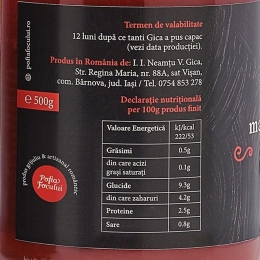 pofiafocului.ro
Termen de valabilitate
12 luni după ce tanti Gica a pus capac
(vezi data producției).
Produs în România de: I. I. Neamțu V. Gica,
Str. Regina Maria, nr. 88A, sat Vișan,
com. Bârnova, jud. Iași / Tel. 0754 853 278
℮ 500g
Declarație nutrițională
per 100g produs finit
Valoare Energetică kJ/kcal
222/53
Grăsimi 0.5g
din care acizi
grași saturați 0.1g
Glucide 9.3g
din care zaharuri 4.2g
Proteine 2.5g
Sare 0.8g
Pofta
Focului
ma